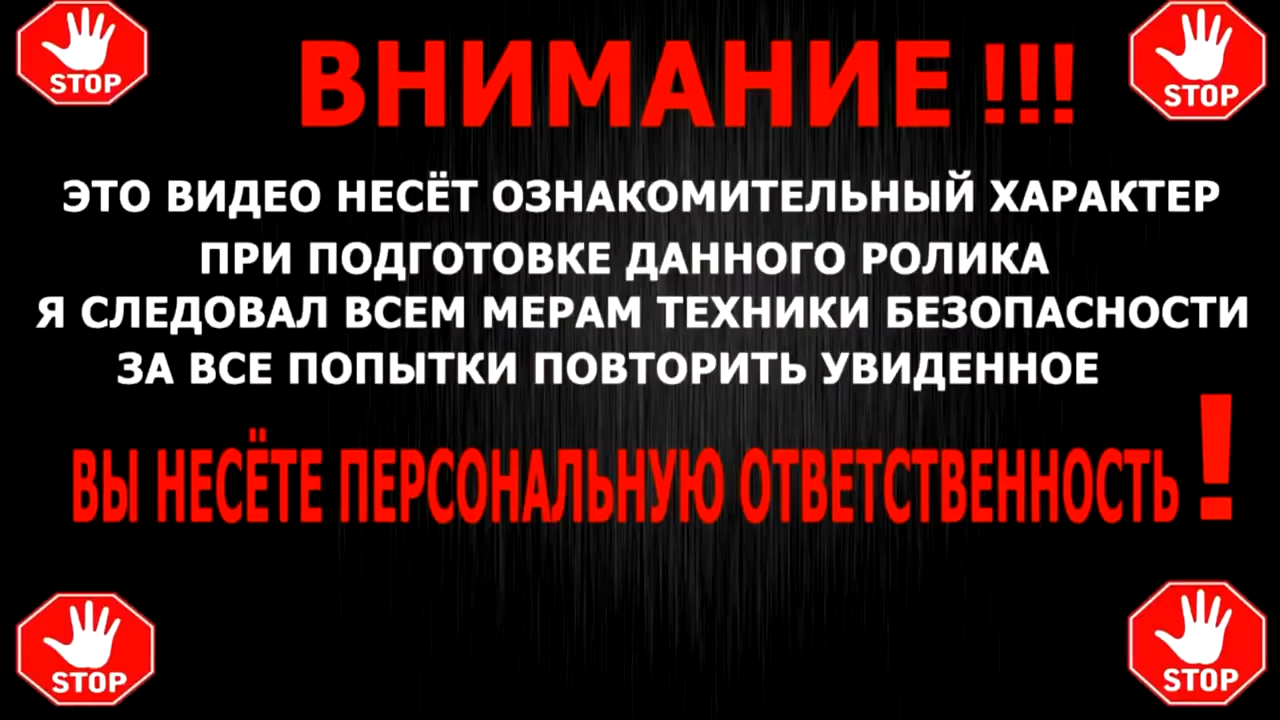 STOP
STOP
ВНИМАНИЕ !!!
ЭТО ВИДЕО НЕСЁТ ОЗНАКОМИТЕЛЬНЫЙ ХАРАКТЕР
ПРИ ПОДГОТОВКЕ ДАННОГО РОЛИКА
Я СЛЕДОВАЛ ВСЕМ МЕРАМ ТЕХНИКИ БЕЗОПАСНОСТИ
ЗА ВСЕ ПОПЫТКИ ПОВТОРИТЬ УВИДЕННОЕ
ВЫ НЕСЁТЕ ПЕРСОНАЛЬНУЮ ОТВЕТСТВЕННОСТЬ !
STOP
STOP